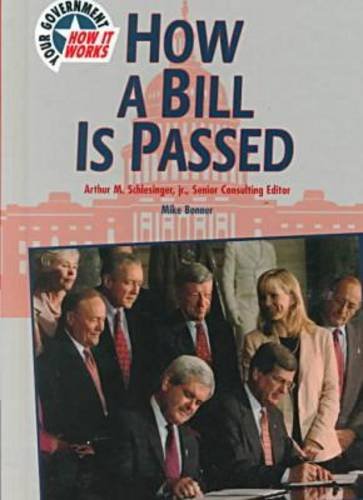 YOUR GOVERNMENT
HOW IT
WORKS
HOW
A BILL
IS PASSED
Arthur M. Schlesinger, jr., Senior Consulting Editor
Mike Bonner